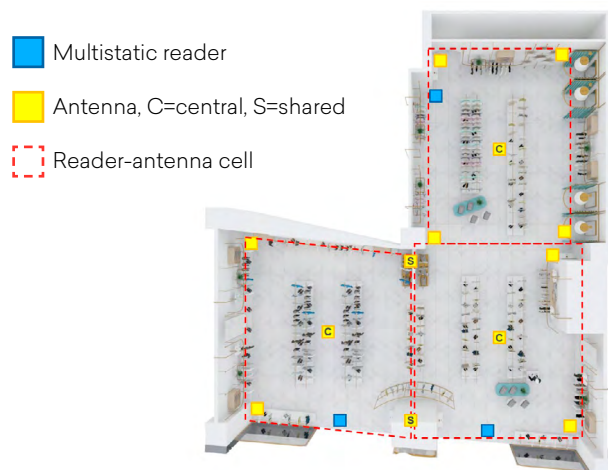 Multistatic reader
Antenna, C=central, S=shared
Reader-antenna cell
C
S
C
C
S